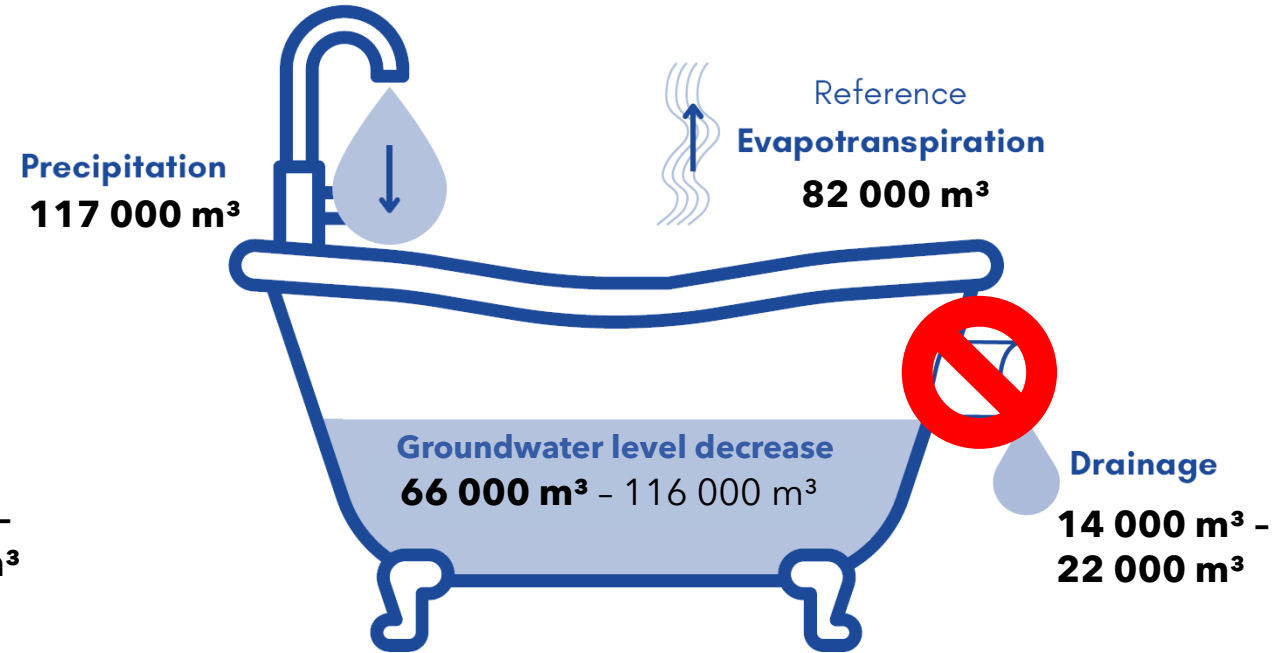 Reference
Evapotranspiration
82 000 m³
Precipitation
117 000 m³
Groundwater level decrease
66 000 m³ – 116 000 m³
Drainage
14 000 m³ –
22 000 m³
–
m³